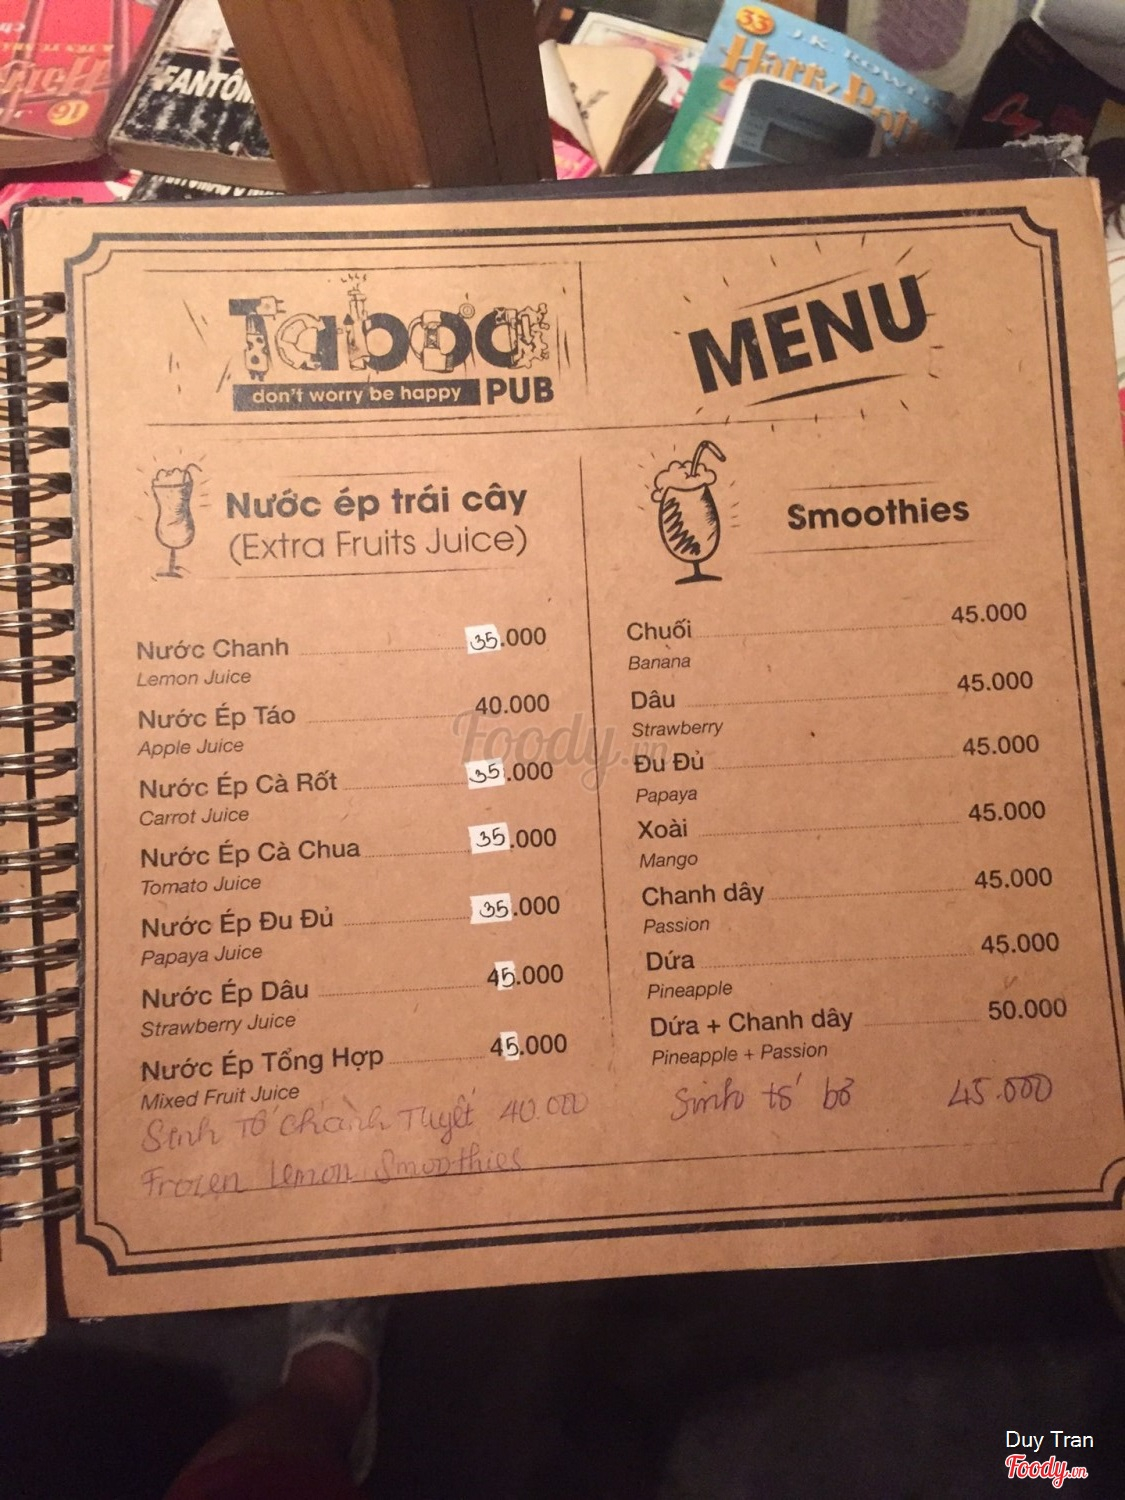 FANTÔM
33
J.K. ROWLI
Harry Pott
16
Taboo
don't worry be happy PUB
MENU
Nước ép trái cây
(Extra Fruits Juice)
Nước Chanh 35.000
Lemon Juice
Nước Ép Táo 40.000
Apple Juice
Nước Ép Cà Rốt 35.000
Carrot Juice
Nước Ép Cà Chua 35.000
Tomato Juice
Nước Ép Đu Đủ 35.000
Papaya Juice
Nước Ép Dâu 45.000
Strawberry Juice
Nước Ép Tổng Hợp 45.000
Mixed Fruit Juice
Sinh Tố Chanh Tuyết 40.000
Frozen Lemon Smoothies
Smoothies
Chuối 45.000
Banana
Dâu 45.000
Strawberry
Đu Đủ 45.000
Papaya
Xoài 45.000
Mango
Chanh dây 45.000
Passion
Dứa 45.000
Pineapple
Dứa + Chanh dây 50.000
Pineapple + Passion
Sinh tố bơ 45.000
Foody.vn
Duy Tran
Foody.vn